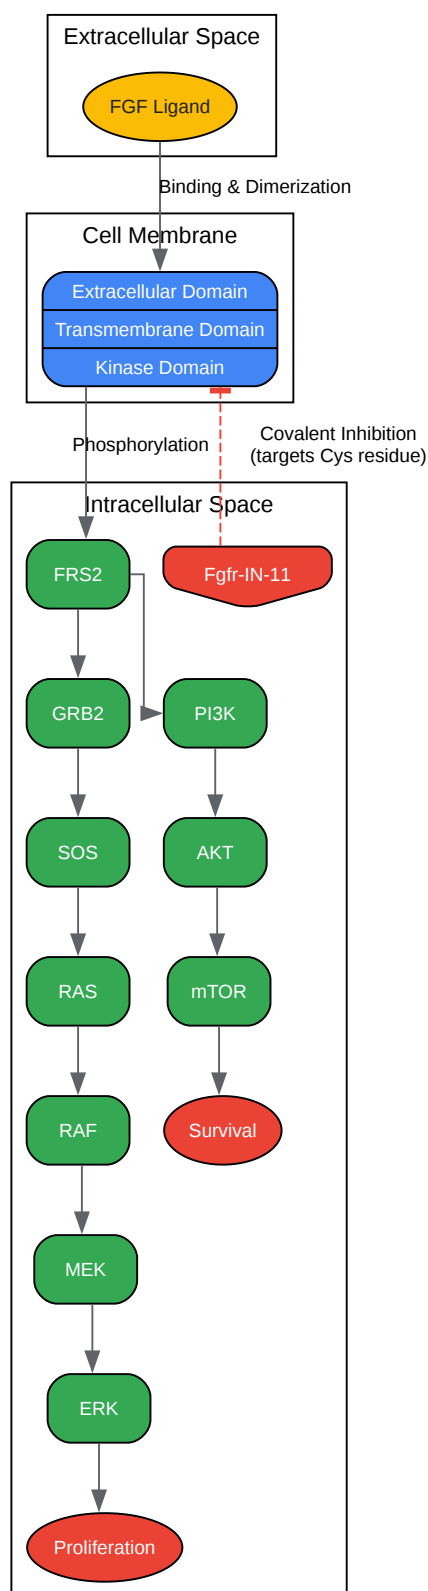 Extracellular Space
FGF Ligand
Binding & Dimerization
Cell Membrane
Extracellular Domain
Transmembrane Domain
Kinase Domain
Phosphorylation
Covalent Inhibition
(targets Cys residue)
Intracellular Space
FRS2
Fgfr-IN-11
GRB2
PI3K
SOS
AKT
RAS
mTOR
RAF
Survival
MEK
ERK
Proliferation